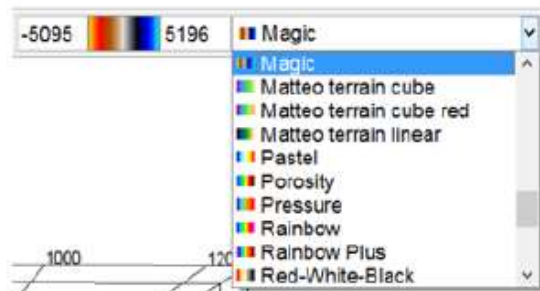 -5095 5196 Magic
Magic
Matteo terrain cube
Matteo terrain cube red
Matteo terrain linear
Pastel
Porosity
Pressure
Rainbow
Rainbow Plus
Red-White-Black
1000 120